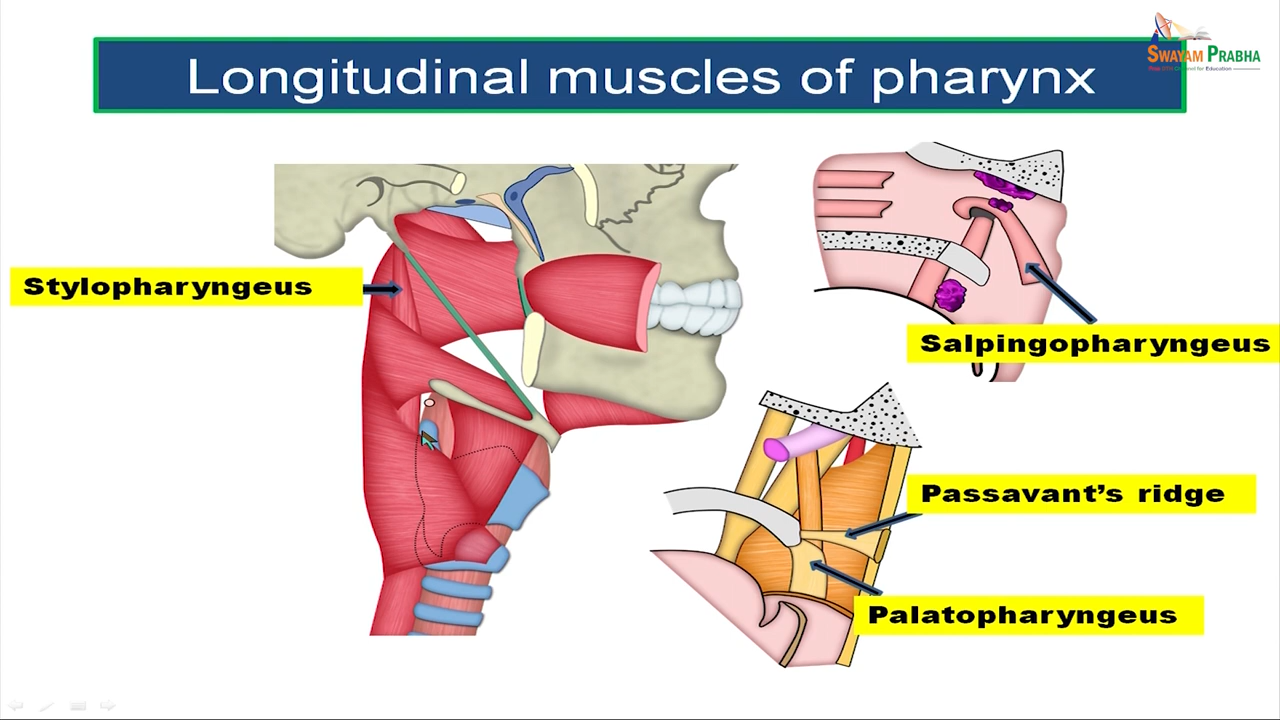 Longitudinal muscles of pharynx
SWAYAM PRABHA
Stylopharyngeus
Salpingopharyngeus
Passavant’s ridge
Palatopharyngeus